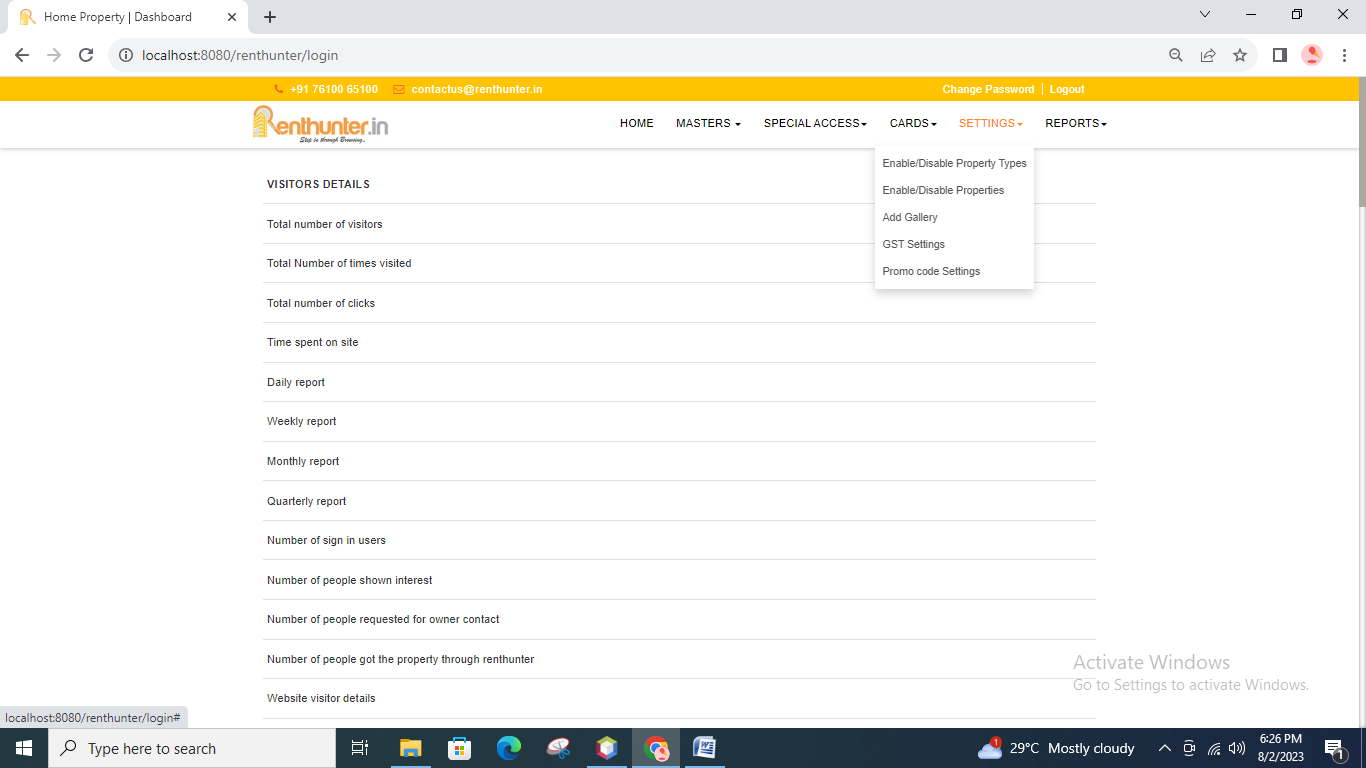 Home Property | Dashboard
localhost:8080/renthunter/login
+91 76100 65100 contactus@renthunter.in Change Password | Logout
Renthunter.in
Step in through Browsing..
HOME MASTERS SPECIAL ACCESS CARDS SETTINGS REPORTS
Enable/Disable Property Types
Enable/Disable Properties
Add Gallery
GST Settings
Promo code Settings
VISITORS DETAILS
Total number of visitors
Total Number of times visited
Total number of clicks
Time spent on site
Daily report
Weekly report
Monthly report
Quarterly report
Number of sign in users
Number of people shown interest
Number of people requested for owner contact
Number of people got the property through renthunter
Website visitor details
Activate Windows
Go to Settings to activate Windows.
localhost:8080/renthunter/login#
Type here to search
1 29°C Mostly cloudy
6:26 PM
8/2/2023
1